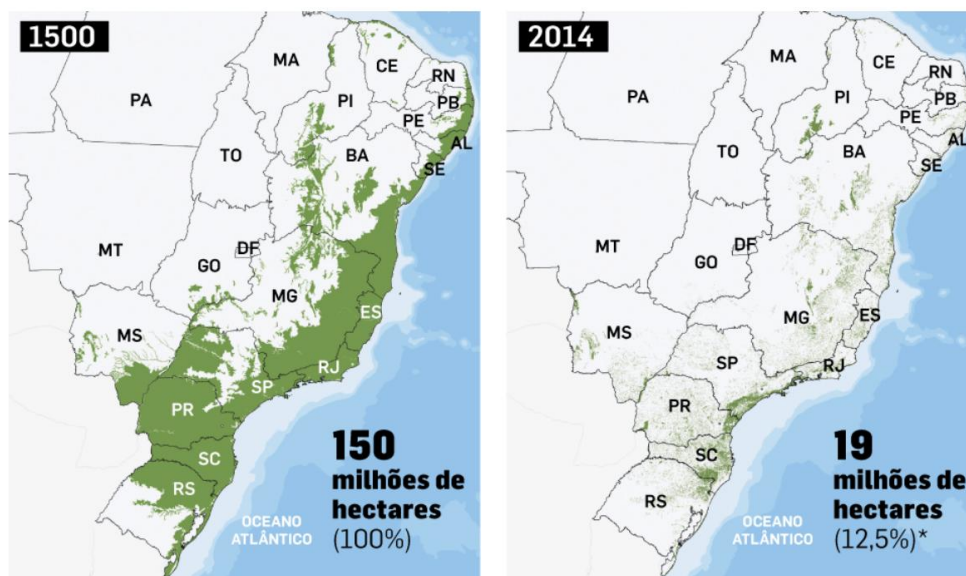 1500
MA
CE
RN
PB
PA
PI
PE
AL
TO
BA
SE
MT
DF
GO
MG
ES
MS
SP
RJ
PR
SC
RS
150
milhões de
hectares
(100%)
OCEANO
ATLÂNTICO
2014
MA
CE
RN
PB
PA
PI
PE
AL
TO
BA
SE
MT
DF
GO
MG
ES
MS
SP
RJ
PR
SC
RS
19
milhões de
hectares
(12,5%)*
OCEANO
ATLÂNTICO